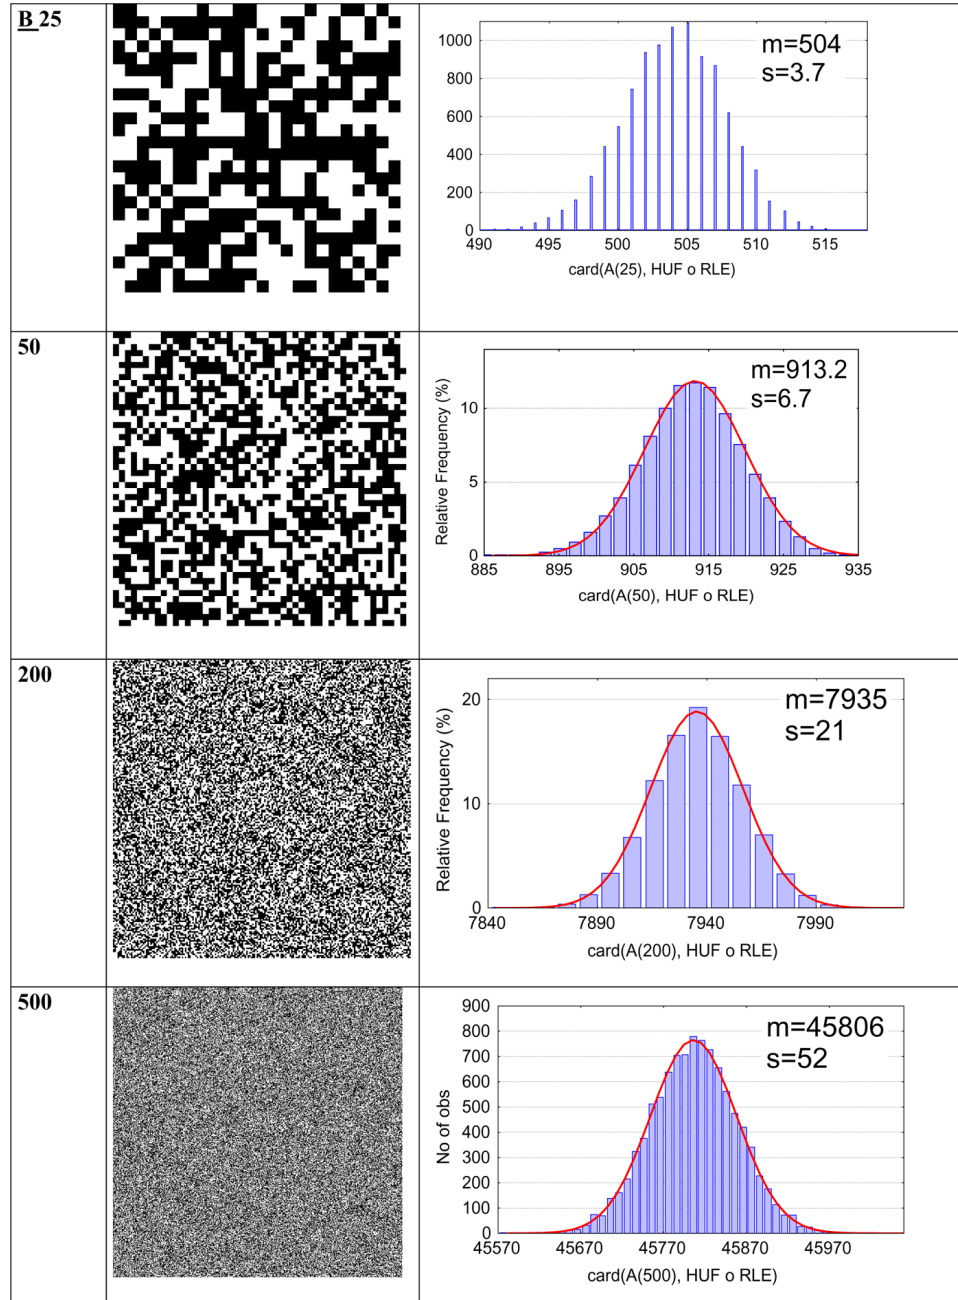 B 25
1000
800
600
400
200
0
m=504
s=3.7
490 495 500 505 510 515
card(A(25), HUF o RLE)
50
Relative Frequency (%)
10
5
0
m=913.2
s=6.7
885 895 905 915 925 935
card(A(50), HUF o RLE)
200
Relative Frequency (%)
20
10
0
m=7935
s=21
7840 7890 7940 7990
card(A(200), HUF o RLE)
500
No of obs
900
800
700
600
500
400
300
200
100
0
m=45806
s=52
45570 45670 45770 45870 45970
card(A(500), HUF o RLE)